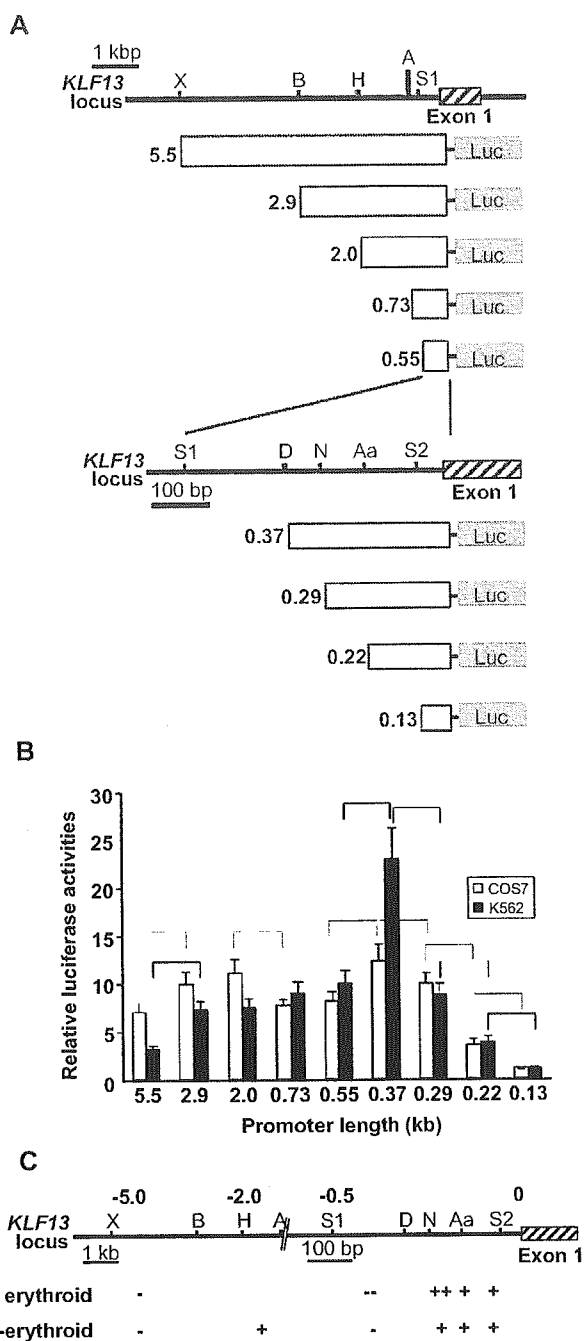 A
1 kbp
X B H A S1
KLF13
locus
Exon 1
5.5 Luc
2.9 Luc
2.0 Luc
0.73 Luc
0.55 Luc
S1 D N Aa S2
KLF13
locus
100 bp Exon 1
0.37 Luc
0.29 Luc
0.22 Luc
0.13 Luc
B
Relative luciferase activities
30
25
20
15
10
5
0
COS7
K562
5.5 2.9 2.0 0.73 0.55 0.37 0.29 0.22 0.13
Promoter length (kb)
C
-5.0 -2.0 -0.5 0
X B H A S1 D N Aa S2
KLF13
locus
1 kb 100 bp Exon 1
erythroid - -- ++ + +
-erythroid - + - + + +